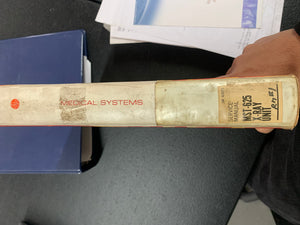 MEDICAL SYSTEMS
SERVICE
MANUAL
MST-625
X-RAY
UNIT